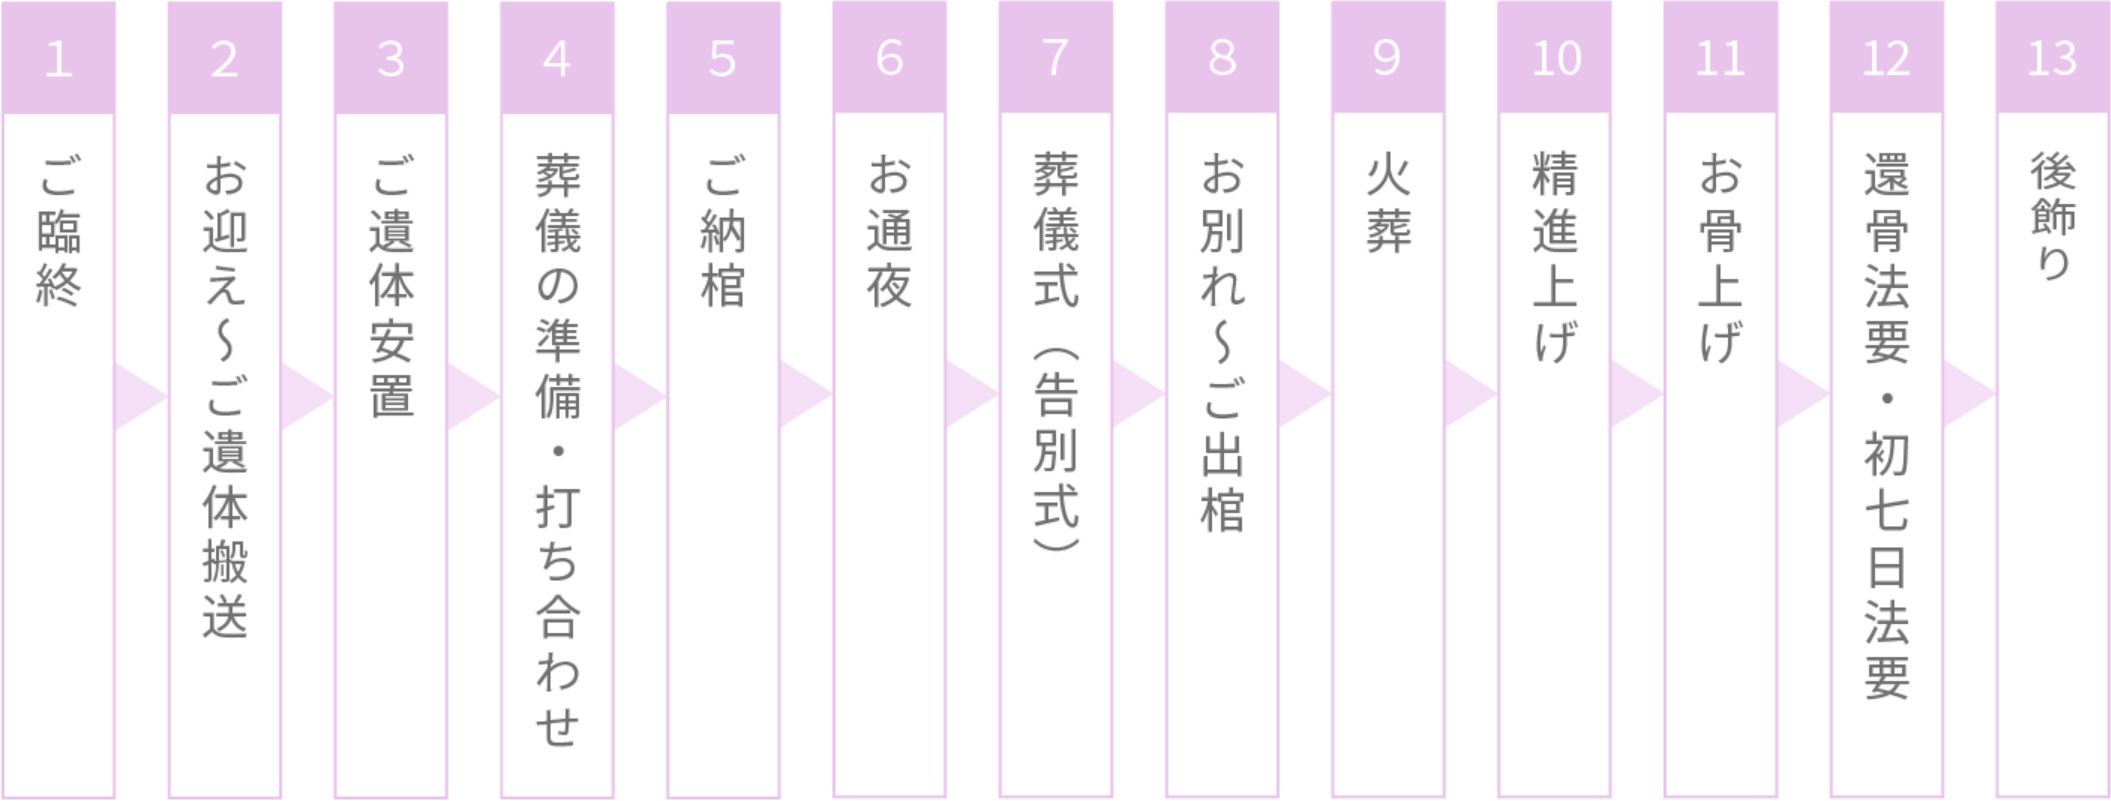 1
ご臨終
2
お迎え～ご遺体搬送
3
ご遺体安置
4
葬儀の準備・打ち合わせ
5
ご納棺
6
お通夜
7
葬儀式（告別式）
8
お別れ～ご出棺
9
火葬
10
精進上げ
11
お骨上げ
12
還骨法要・初七日法要
13
後飾り